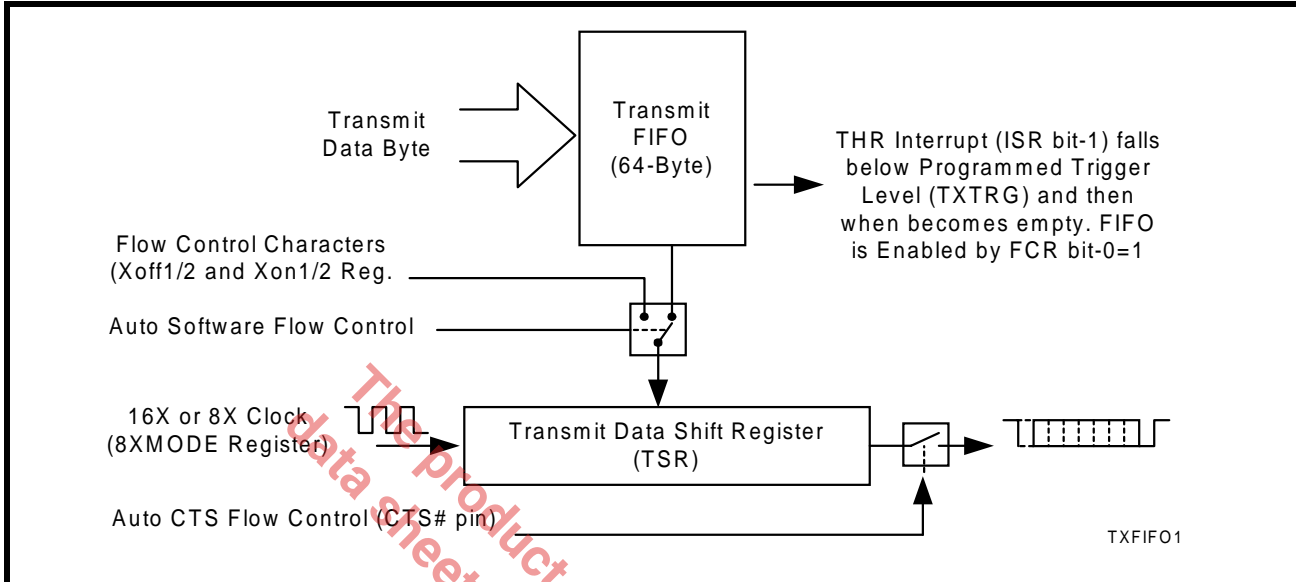 Transmit
Data Byte
Transmit
FIFO
(64-Byte)
THR Interrupt (ISR bit-1) falls
below Programmed Trigger
Level (TXTRG) and then
when becomes empty. FIFO
is Enabled by FCR bit-0=1
Flow Control Characters
(Xoff1/2 and Xon1/2 Reg.
Auto Software Flow Control
16X or 8X Clock
(8XMODE Register)
Transmit Data Shift Register
(TSR)
Auto CTS Flow Control (CTS# pin)
TXFIFO1
The product
data sheet